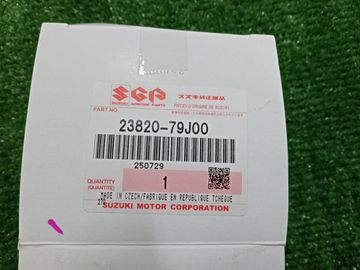 SGP
スズキ純正部品
SUZUKI GENUINE PARTS
PIÈCES D'ORIGINE DE SUZUKI
PART NO.
23820-79J00
250729
QUANTITY
(QUANTITÉ)
1
MADE IN CZECH/FABRIQUE EN REPUBLIQUE TCHEQUE
SUZUKI MOTOR CORPORATION